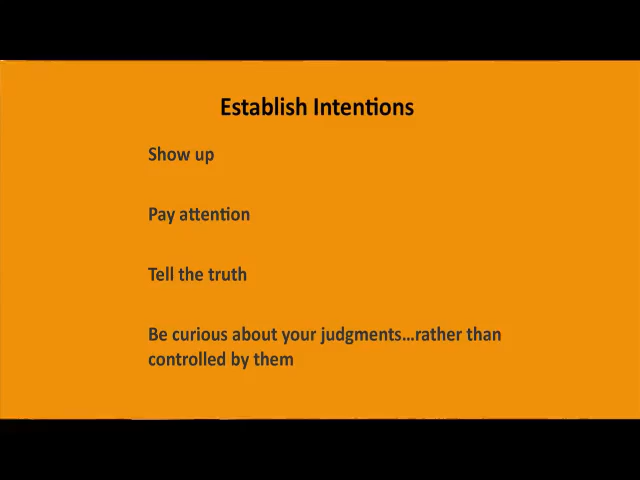 Establish Intentions
Show up
Pay attention
Tell the truth
Be curious about your judgments...rather than
controlled by them